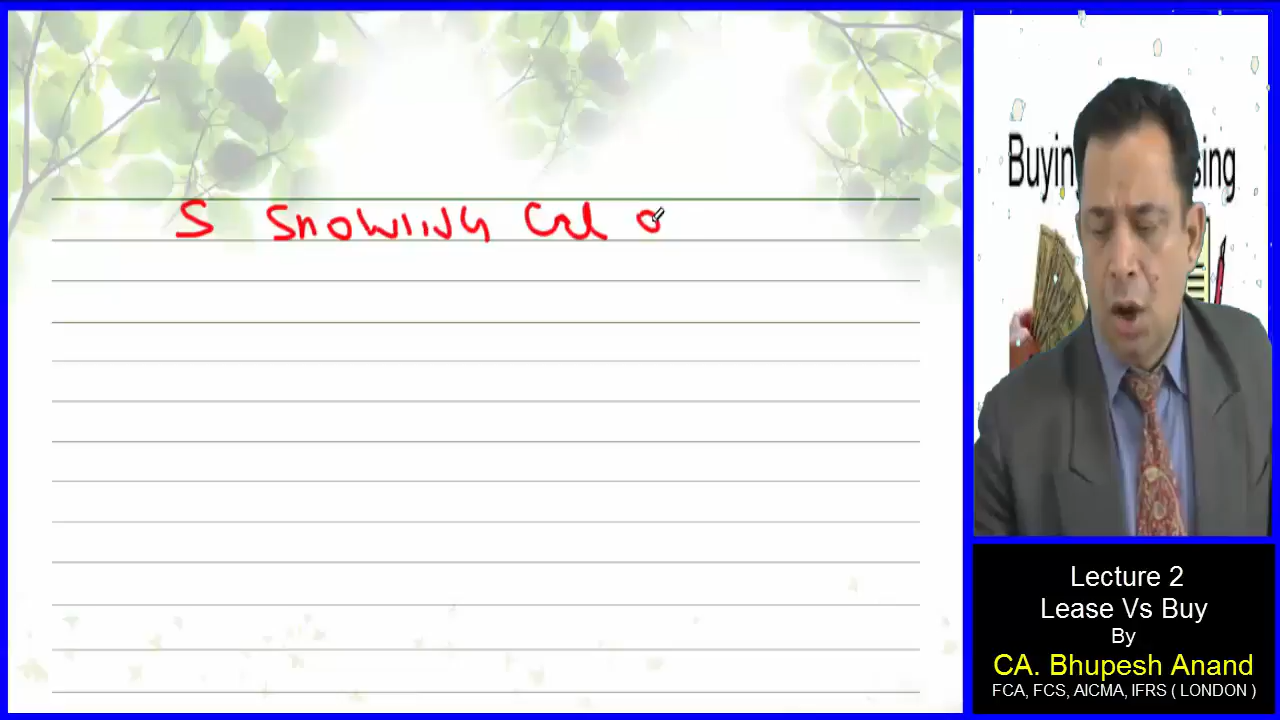 S Showing Cal o
Buyin sing
Lecture 2
Lease Vs Buy
By
CA. Bhupesh Anand
FCA, FCS, AICMA, IFRS ( LONDON )